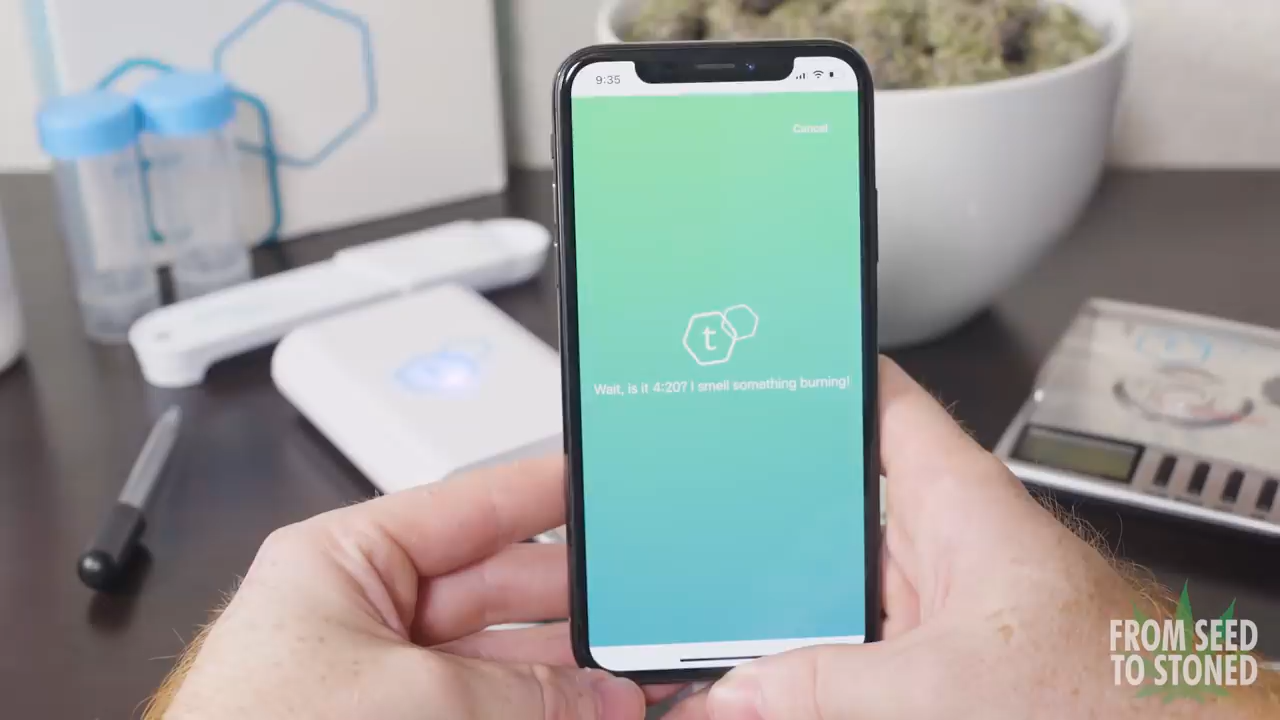 9:35
Cancel
t
Wait, is it 4:20? I smell something burning!
FROM SEED
TO STONED